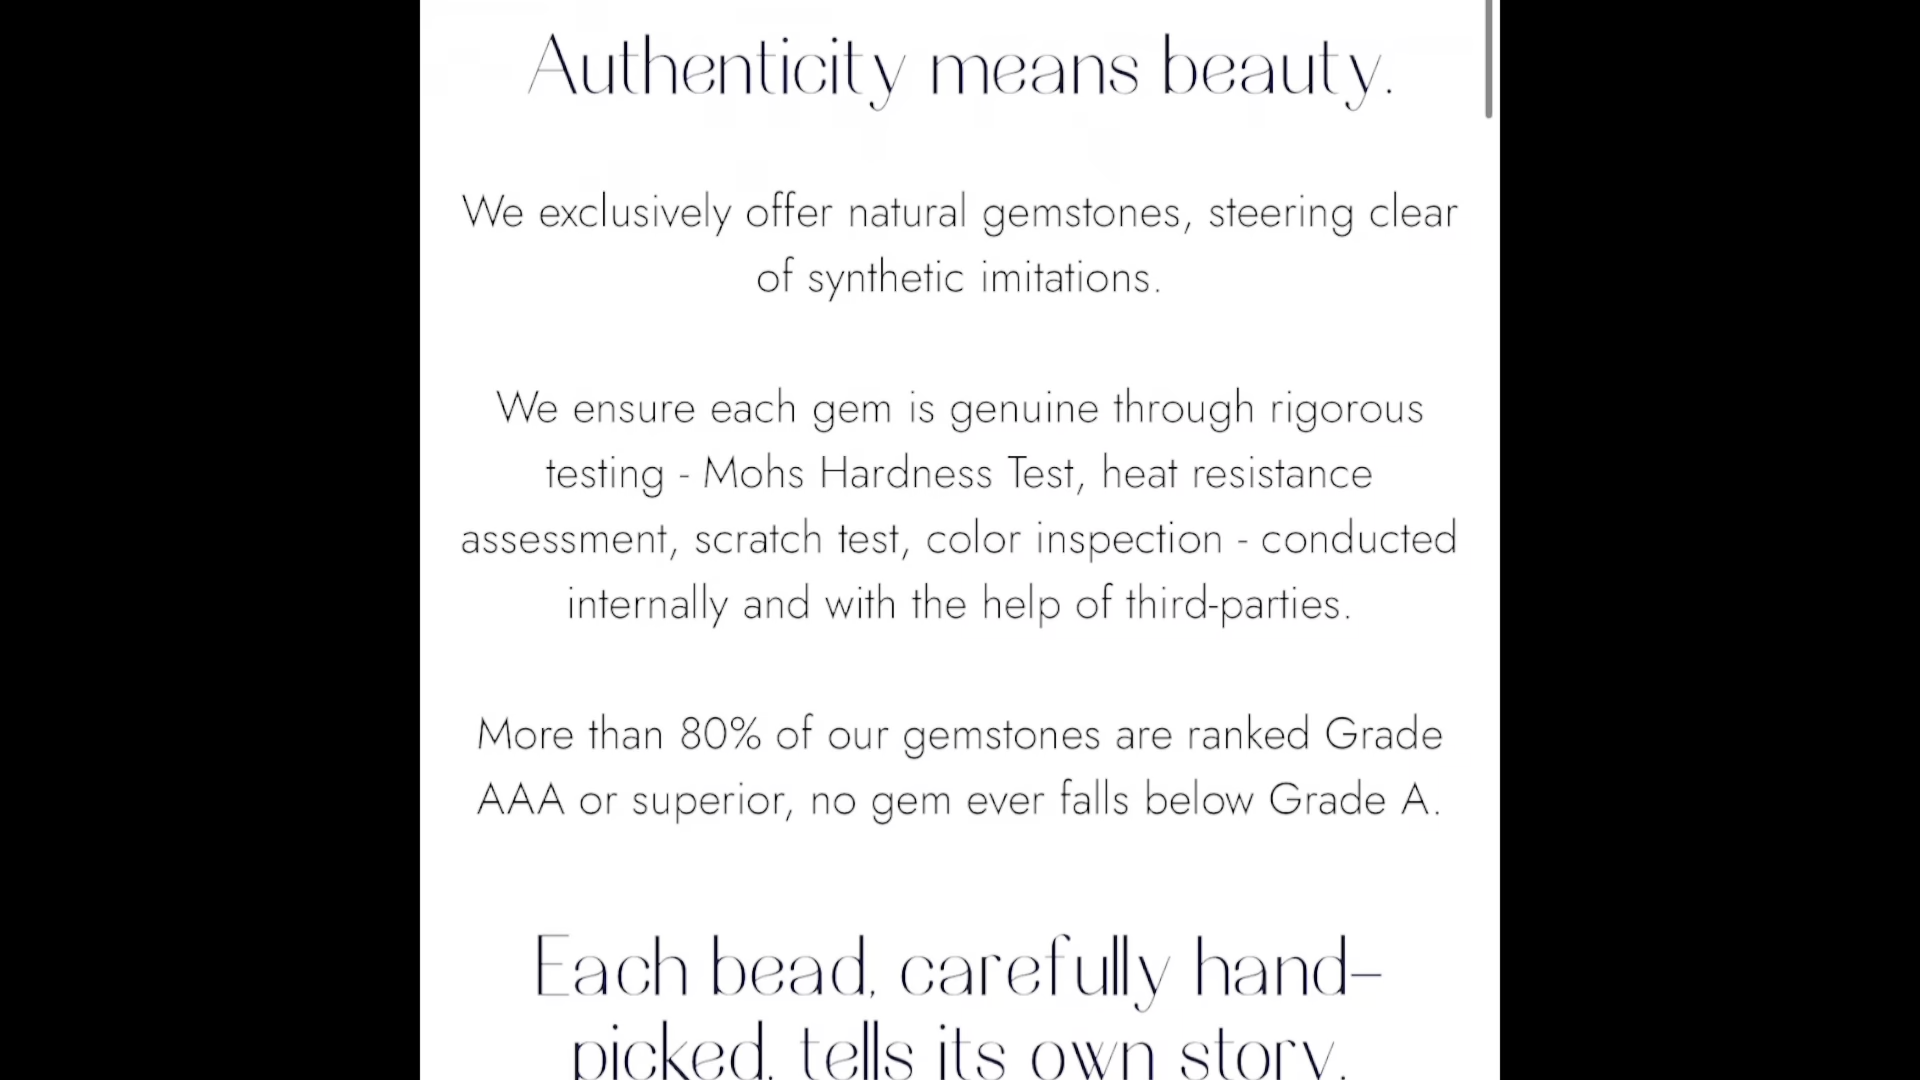 Authenticity means beauty.
We exclusively offer natural gemstones, steering clear
of synthetic imitations.
We ensure each gem is genuine through rigorous
testing - Mohs Hardness Test, heat resistance
assessment, scratch test, color inspection - conducted
internally and with the help of third-parties.
More than 80% of our gemstones are ranked Grade
AAA or superior, no gem ever falls below Grade A.
Each bead, carefully hand-
picked, tells its own story.